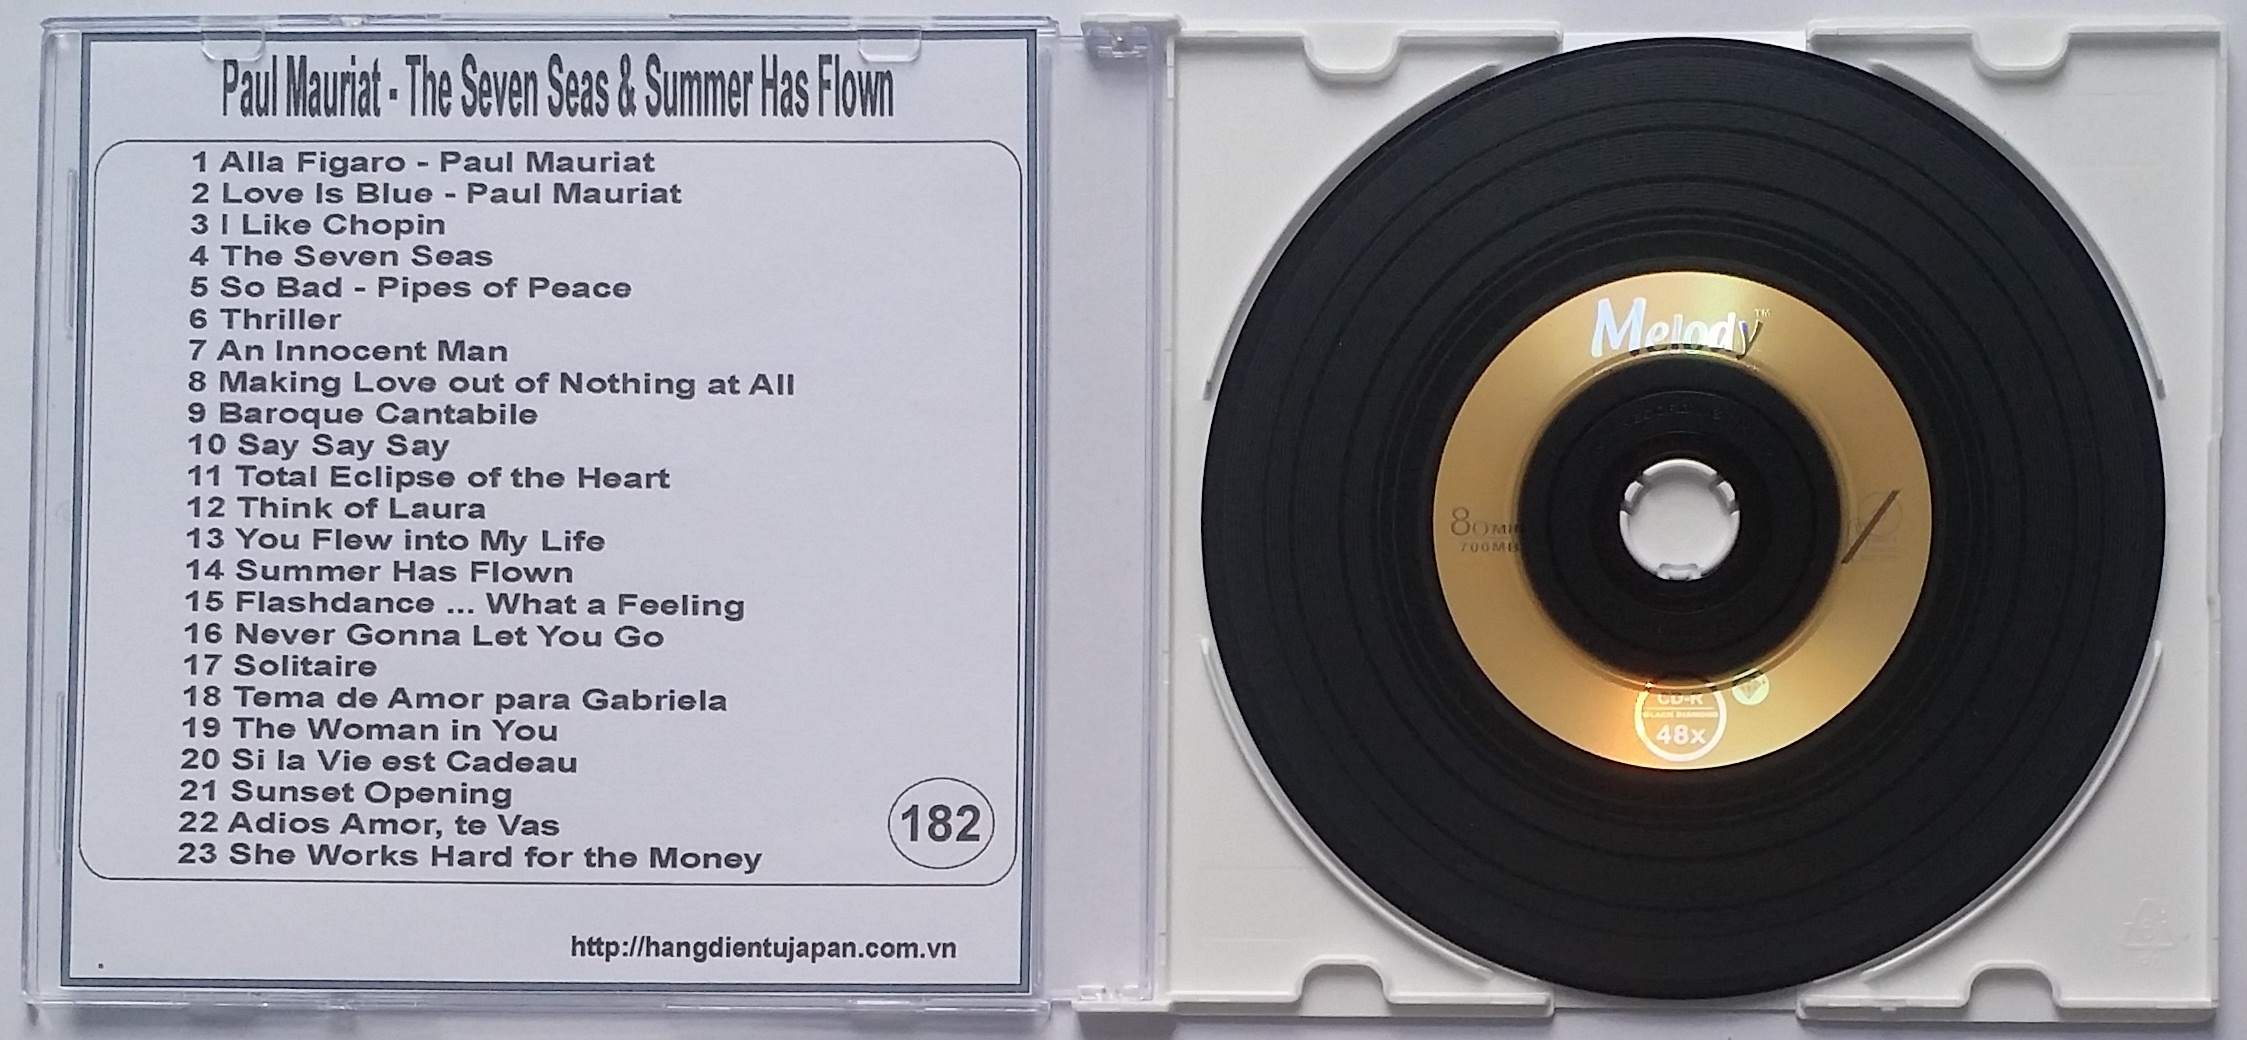 Paul Mauriat - The Seven Seas & Summer Has Flown
1 Alla Figaro - Paul Mauriat
2 Love Is Blue - Paul Mauriat
3 I Like Chopin
4 The Seven Seas
5 So Bad - Pipes of Peace
6 Thriller
7 An Innocent Man
8 Making Love out of Nothing at All
9 Baroque Cantabile
10 Say Say Say
11 Total Eclipse of the Heart
12 Think of Laura
13 You Flew into My Life
14 Summer Has Flown
15 Flashdance ... What a Feeling
16 Never Gonna Let You Go
17 Solitaire
18 Tema de Amor para Gabriela
19 The Woman in You
20 Si la Vie est Cadeau
21 Sunset Opening
22 Adios Amor, te Vas
23 She Works Hard for the Money
182
http://hangdientujapan.com.vn
Melody™
80MIN
700MB
CD-R
BLACK DIAMOND
48x